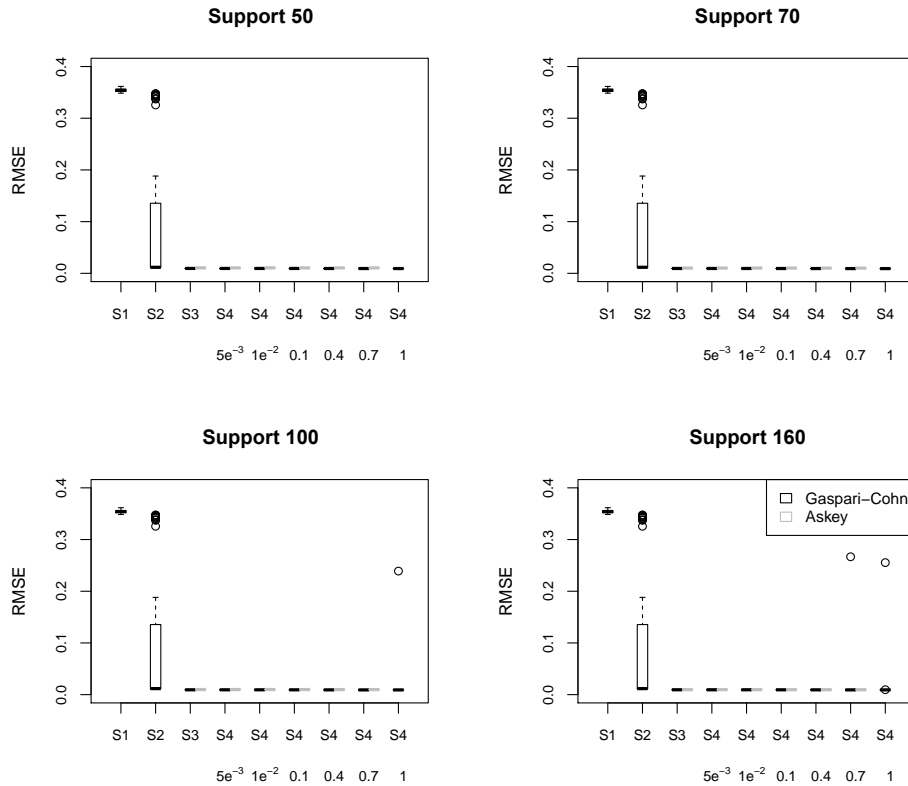 Support 50
RMSE
0.4
0.3
0.2
0.1
0.0
S1 S2 S3 S4 S4 S4 S4 S4 S4
5e⁻³ 1e⁻² 0.1 0.4 0.7 1
Support 70
RMSE
0.4
0.3
0.2
0.1
0.0
S1 S2 S3 S4 S4 S4 S4 S4 S4
5e⁻³ 1e⁻² 0.1 0.4 0.7 1
Support 100
RMSE
0.4
0.3
0.2
0.1
0.0
S1 S2 S3 S4 S4 S4 S4 S4 S4
5e⁻³ 1e⁻² 0.1 0.4 0.7 1
Support 160
RMSE
0.4
0.3
0.2
0.1
0.0
Gaspari−Cohn
Askey
S1 S2 S3 S4 S4 S4 S4 S4 S4
5e⁻³ 1e⁻² 0.1 0.4 0.7 1